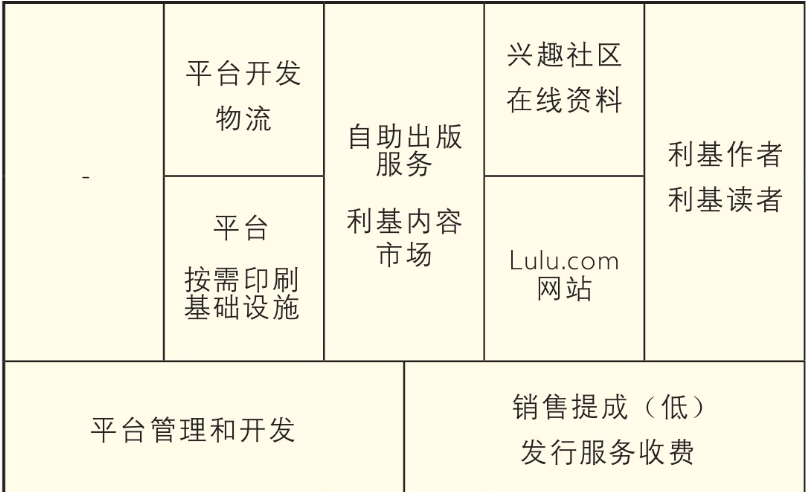 -
平台开发
物流
平台
按需印刷
基础设施
自助出版
服务
利基内容
市场
兴趣社区
在线资料
Lulu.com
网站
利基作者
利基读者
平台管理和开发
销售提成（低）
发行服务收费